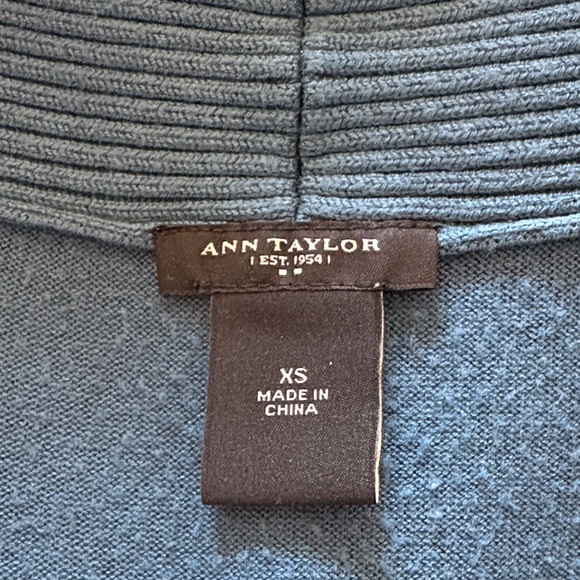 ANN TAYLOR
| EST. 1954 |
XS
MADE IN
CHINA